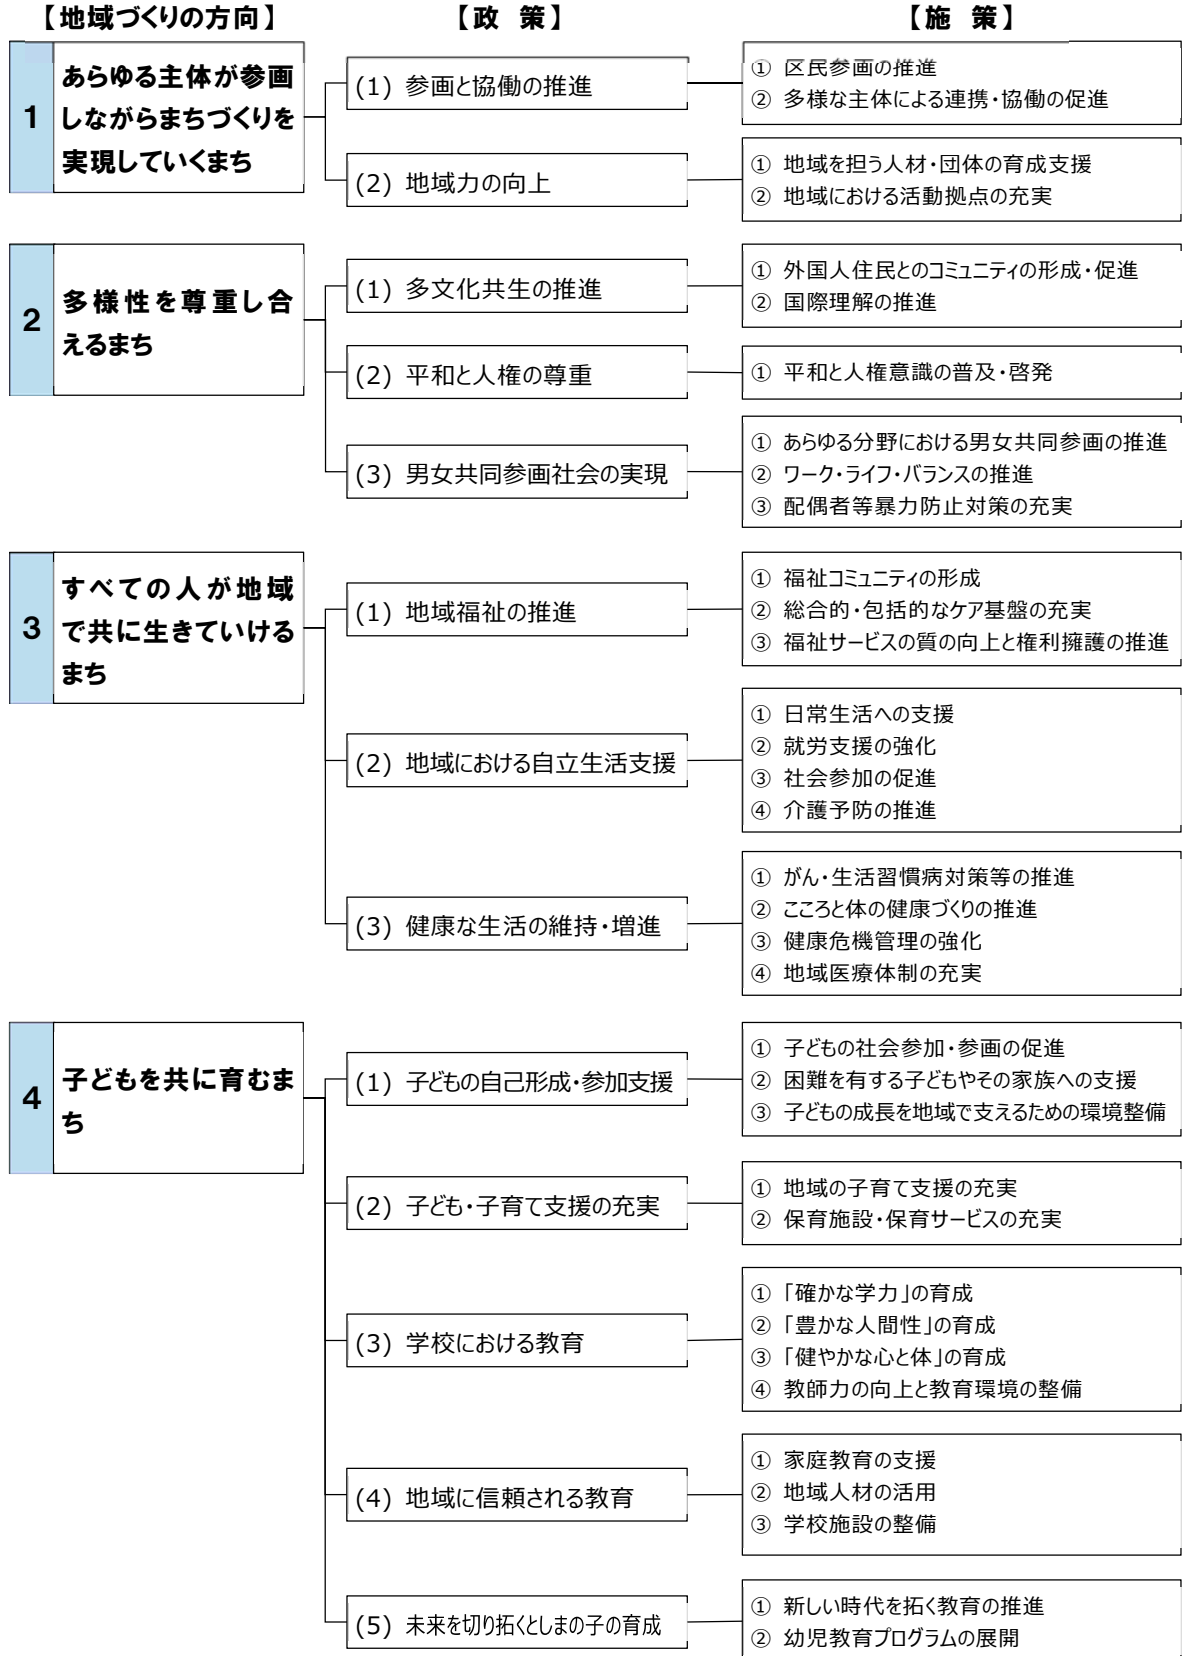 【地域づくりの方向】
【政 策】
【施 策】
1
あらゆる主体が参画
しながらまちづくりを
実現していくまち
(1) 参画と協働の推進
① 区民参画の推進
② 多様な主体による連携・協働の促進
(2) 地域力の向上
① 地域を担う人材・団体の育成支援
② 地域における活動拠点の充実
2
多様性を尊重し合
えるまち
(1) 多文化共生の推進
① 外国人住民とのコミュニティの形成・促進
② 国際理解の推進
(2) 平和と人権の尊重
① 平和と人権意識の普及・啓発
(3) 男女共同参画社会の実現
① あらゆる分野における男女共同参画の推進
② ワーク・ライフ・バランスの推進
③ 配偶者等暴力防止対策の充実
3
すべての人が地域
で共に生きていける
まち
(1) 地域福祉の推進
① 福祉コミュニティの形成
② 総合的・包括的なケア基盤の充実
③ 福祉サービスの質の向上と権利擁護の推進
(2) 地域における自立生活支援
① 日常生活への支援
② 就労支援の強化
③ 社会参加の促進
④ 介護予防の推進
(3) 健康な生活の維持・増進
① がん・生活習慣病対策等の推進
② こころと体の健康づくりの推進
③ 健康危機管理の強化
④ 地域医療体制の充実
4
子どもを共に育むま
ち
(1) 子どもの自己形成・参加支援
① 子どもの社会参加・参画の促進
② 困難を有する子どもやその家族への支援
③ 子どもの成長を地域で支えるための環境整備
(2) 子ども・子育て支援の充実
① 地域の子育て支援の充実
② 保育施設・保育サービスの充実
(3) 学校における教育
① 「確かな学力」の育成
② 「豊かな人間性」の育成
③ 「健やかな心と体」の育成
④ 教師力の向上と教育環境の整備
(4) 地域に信頼される教育
① 家庭教育の支援
② 地域人材の活用
③ 学校施設の整備
(5) 未来を切り拓くとしまの子の育成
① 新しい時代を拓く教育の推進
② 幼児教育プログラムの展開